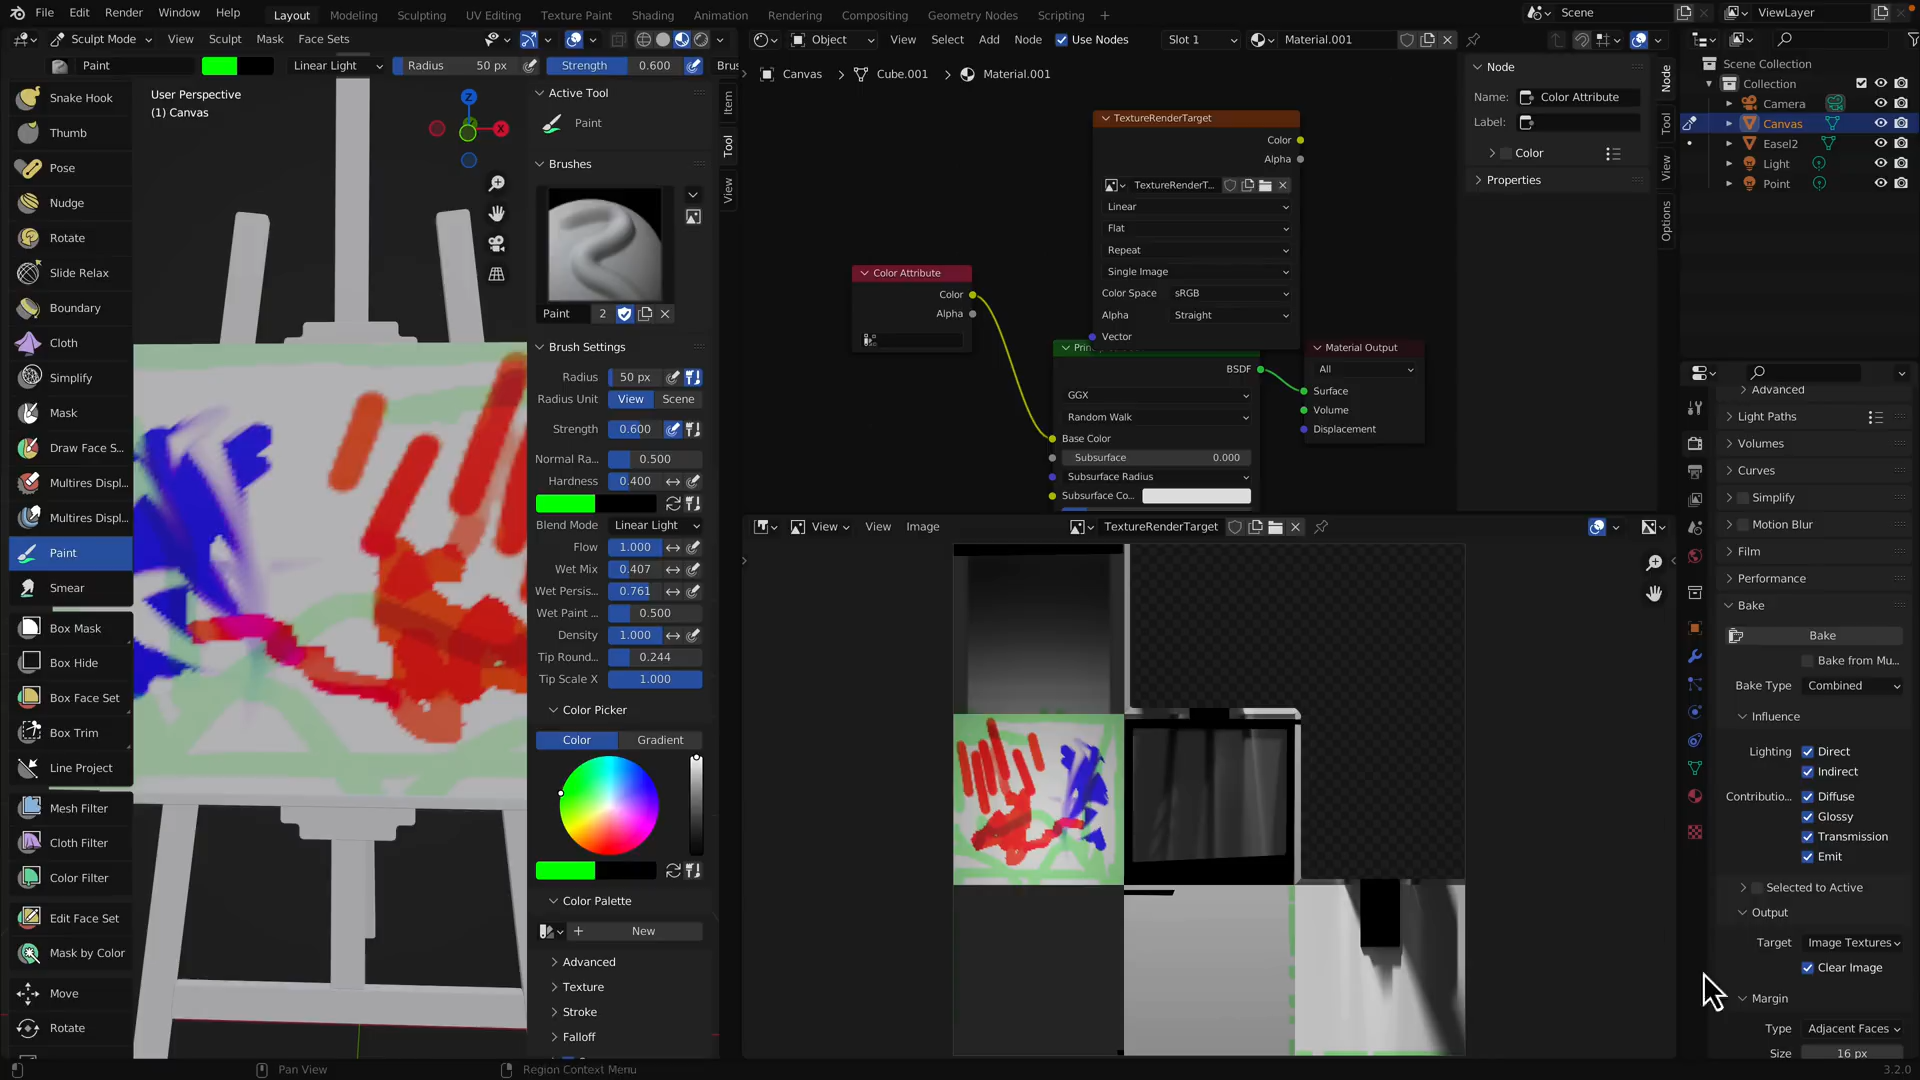 File Edit Render Window Help Layout Modeling Sculpting UV Editing Texture Paint Shading Animation Rendering Compositing Geometry Nodes Scripting + Scene ViewLayer
Sculpt Mode View Sculpt Mask Face Sets
Paint Linear Light Radius 50 px Strength 0.600 Brus
Object View Select Add Node Use Nodes Slot 1 Material.001
Canvas > Cube.001 > Material.001
Snake Hook
Thumb
Pose
Nudge
Rotate
Slide Relax
Boundary
Cloth
Simplify
Mask
Draw Face S...
Multires Displ...
Multires Displ...
Paint
Smear
Box Mask
Box Hide
Box Face Set
Box Trim
Line Project
Mesh Filter
Cloth Filter
Color Filter
Edit Face Set
Mask by Color
Move
Rotate
User Perspective
(1) Canvas
Z
X
Active Tool
Paint
Brushes
Paint 2
Brush Settings
Radius 50 px
Radius Unit View Scene
Strength 0.600
Normal Ra... 0.500
Hardness 0.400
Blend Mode Linear Light
Flow 1.000
Wet Mix 0.407
Wet Persis... 0.761
Wet Paint ... 0.500
Density 1.000
Tip Round... 0.244
Tip Scale X 1.000
Color Picker
Color Gradient
Color Palette
+ New
Advanced
Texture
Stroke
Falloff
Item
Tool
View
Color Attribute
Color
Alpha
TextureRenderTarget
Color
Alpha
TextureRenderT...
Linear
Flat
Repeat
Single Image
Color Space sRGB
Alpha Straight
Vector
BSDF
GGX
Random Walk
Base Color
Subsurface 0.000
Subsurface Radius
Subsurface Co...
Material Output
All
Surface
Volume
Displacement
Node
Name: Color Attribute
Label:
Color
Properties
Node
Tool
View
Options
View View Image TextureRenderTarget
Scene Collection
Collection
Camera
Canvas
Easel2
Light
Point
Advanced
Light Paths
Volumes
Curves
Simplify
Motion Blur
Film
Performance
Bake
Bake
Bake from Mu...
Bake Type Combined
Influence
Lighting Direct
Indirect
Contributio... Diffuse
Glossy
Transmission
Emit
Selected to Active
Output
Target Image Textures
Clear Image
Margin
Type Adjacent Faces
Size 16 px
Pan View Region Context Menu 3.2.0